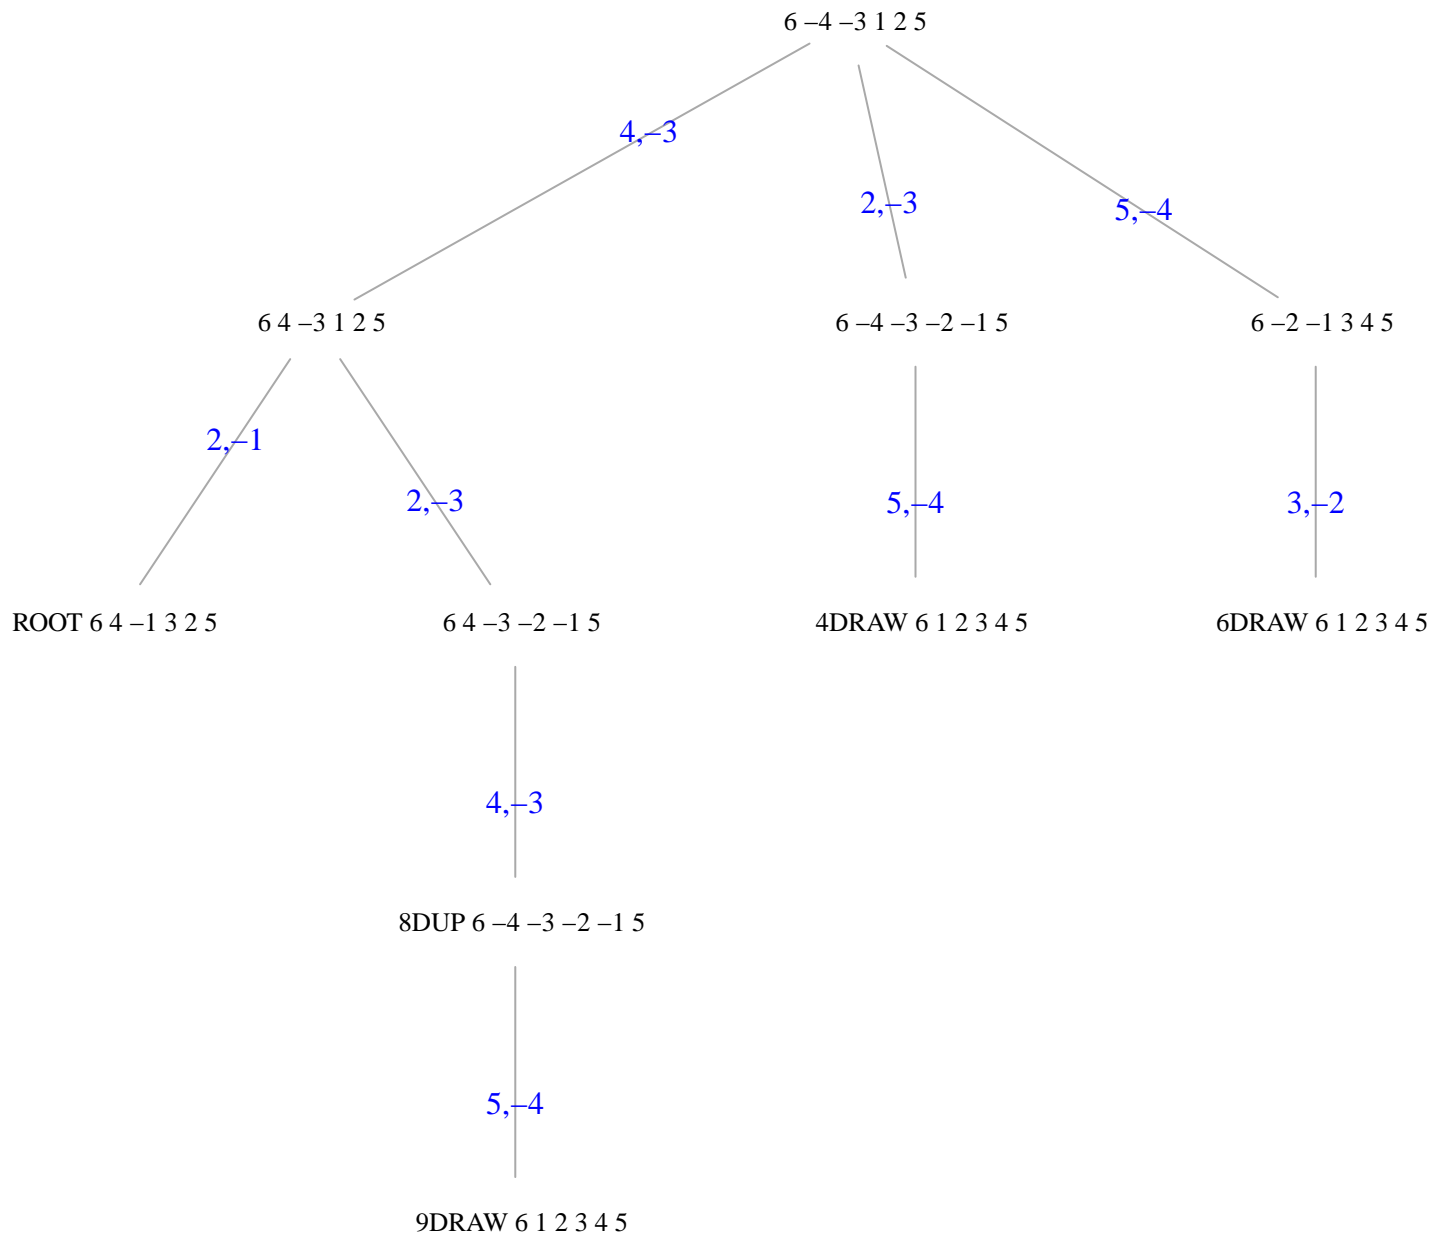 6 –4 –3 1 2 5
4,–3
2,–3
5,–4
6 4 –3 1 2 5
6 –4 –3 –2 –1 5
6 –2 –1 3 4 5
2,–1
2,–3
5,–4
3,–2
ROOT 6 4 –1 3 2 5
6 4 –3 –2 –1 5
4DRAW 6 1 2 3 4 5
6DRAW 6 1 2 3 4 5
4,–3
8DUP 6 –4 –3 –2 –1 5
5,–4
9DRAW 6 1 2 3 4 5